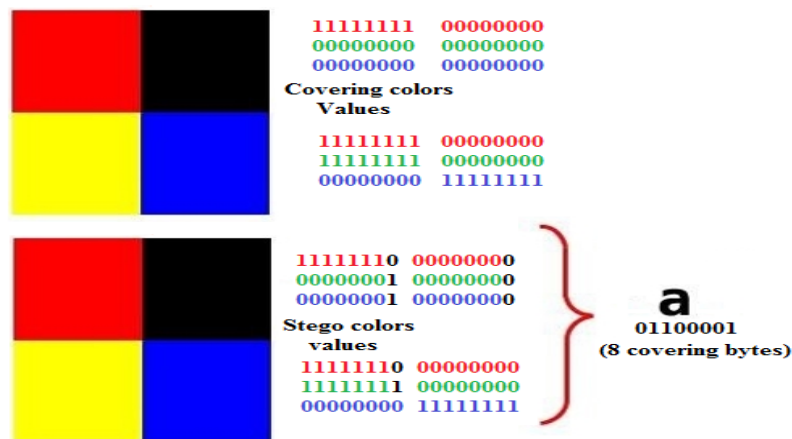 11111111 00000000
00000000 00000000
00000000 00000000
Covering colors
Values
11111111 00000000
11111111 00000000
00000000 11111111
11111110 00000000
00000001 00000000
00000001 00000000
Stego colors
values
11111110 00000000
11111111 00000000
00000000 11111111
a
01100001
(8 covering bytes)